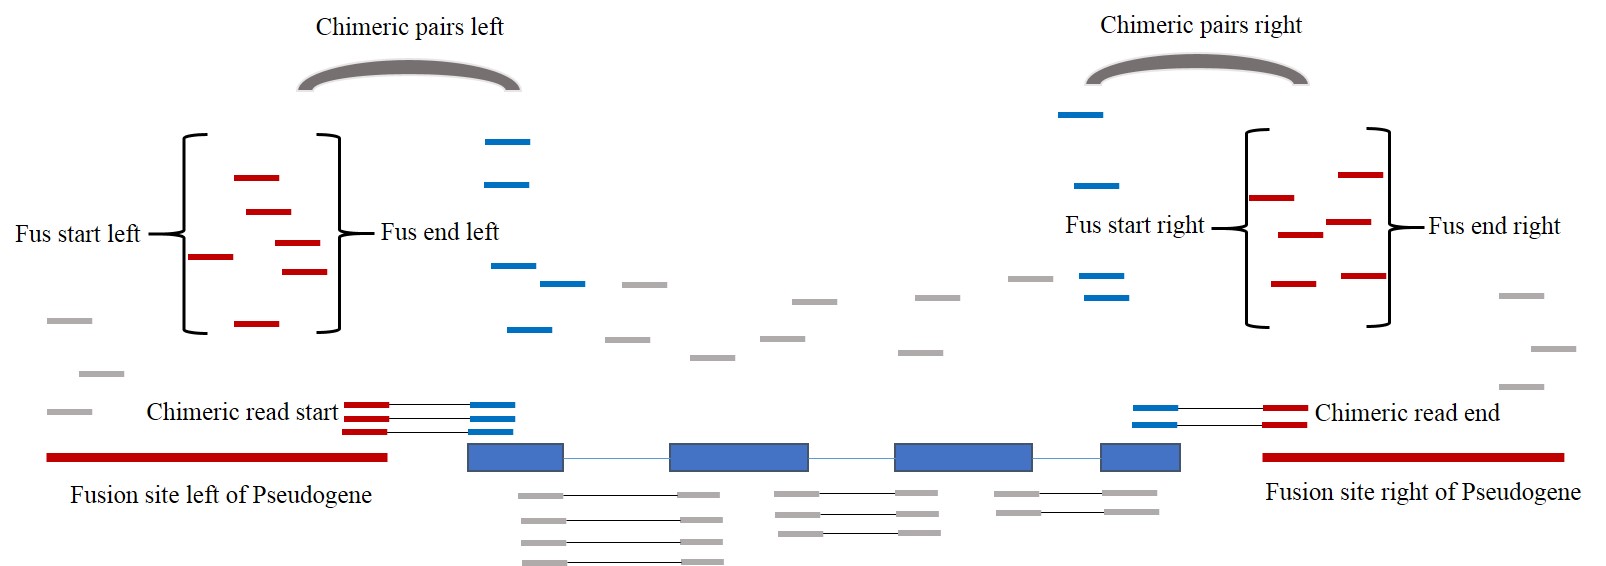 Chimeric pairs left
Chimeric pairs right
Fus start left
Fus end left
Fus start right
Fus end right
Chimeric read start
Chimeric read end
Fusion site left of Pseudogene
Fusion site right of Pseudogene